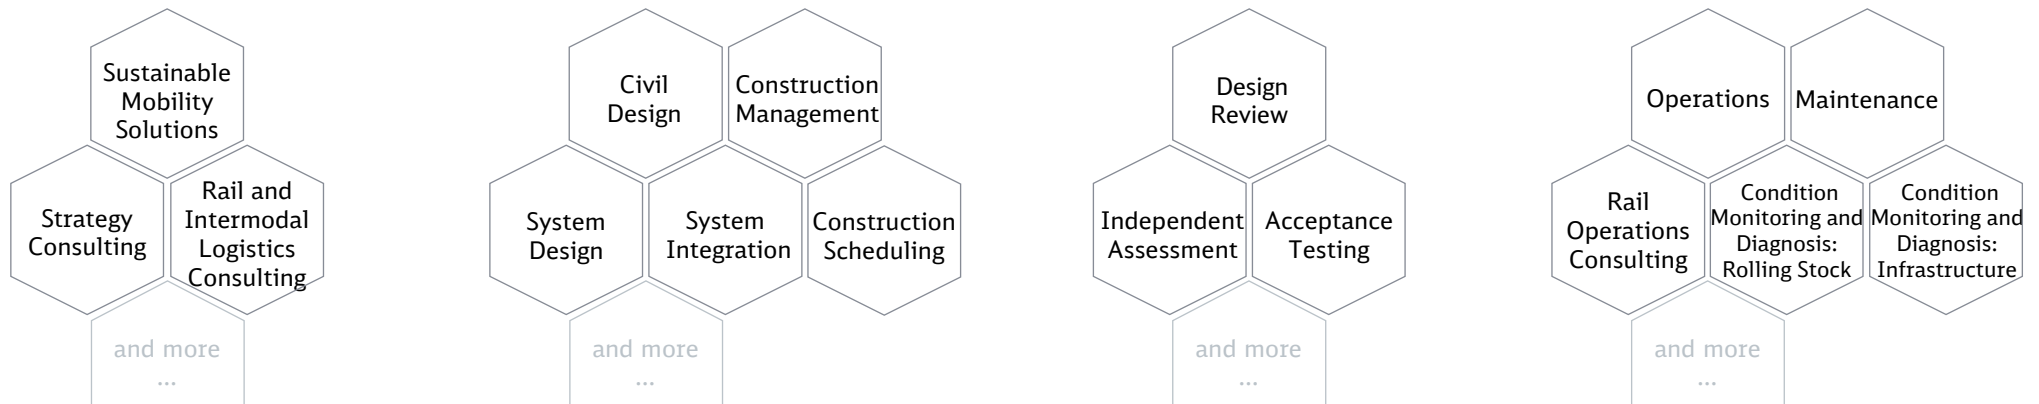 Sustainable
Mobility
Solutions
Strategy
Consulting
Rail and
Intermodal
Logistics
Consulting
and more
...
Civil
Design
Construction
Management
System
Design
System
Integration
Construction
Scheduling
and more
...
Design
Review
Independent
Assessment
Acceptance
Testing
and more
...
Operations
Maintenance
Rail
Operations
Consulting
Condition
Monitoring and
Diagnosis:
Rolling Stock
Condition
Monitoring and
Diagnosis:
Infrastructure
and more
...